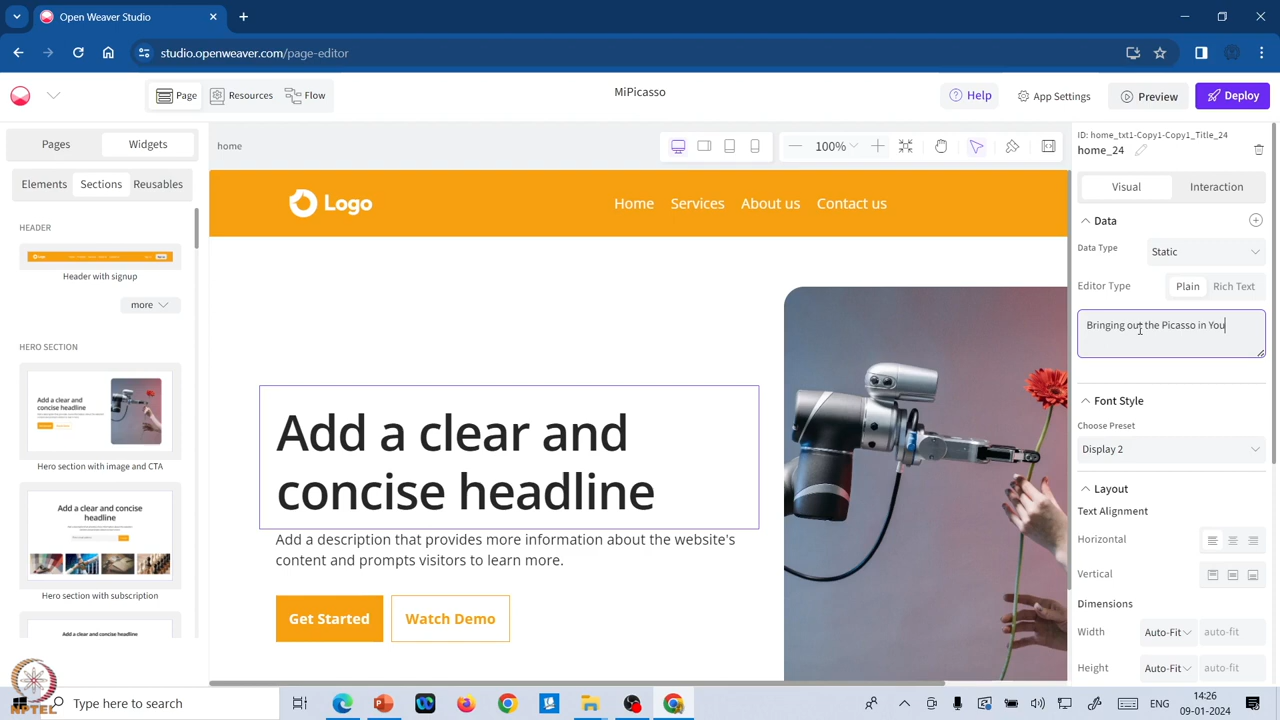 Open Weaver Studio
studio.openweaver.com/page-editor
Page
Resources
Flow
MiPicasso
Help
App Settings
Preview
Deploy
Pages
Widgets
Elements
Sections
Reusables
HEADER
Header with signup
more
HERO SECTION
Add a clear and
concise headline
Hero section with image and CTA
Add a clear and concise
headline
Hero section with subscription
Add a clear and concise headline
home
100%
Logo
Home
Services
About us
Contact us
Add a clear and
concise headline
Add a description that provides more information about the website's
content and prompts visitors to learn more.
Get Started
Watch Demo
ID: home_txt1-Copy1-Copy1_Title_24
home_24
Visual
Interaction
Data
Data Type
Static
Editor Type
Plain
Rich Text
Bringing out the Picasso in You
Font Style
Choose Preset
Display 2
Layout
Text Alignment
Horizontal
Vertical
Dimensions
Width
Auto-Fit
auto-fit
Height
Auto-Fit
auto-fit
NPTEL
Type here to search
14:26
09-01-2024